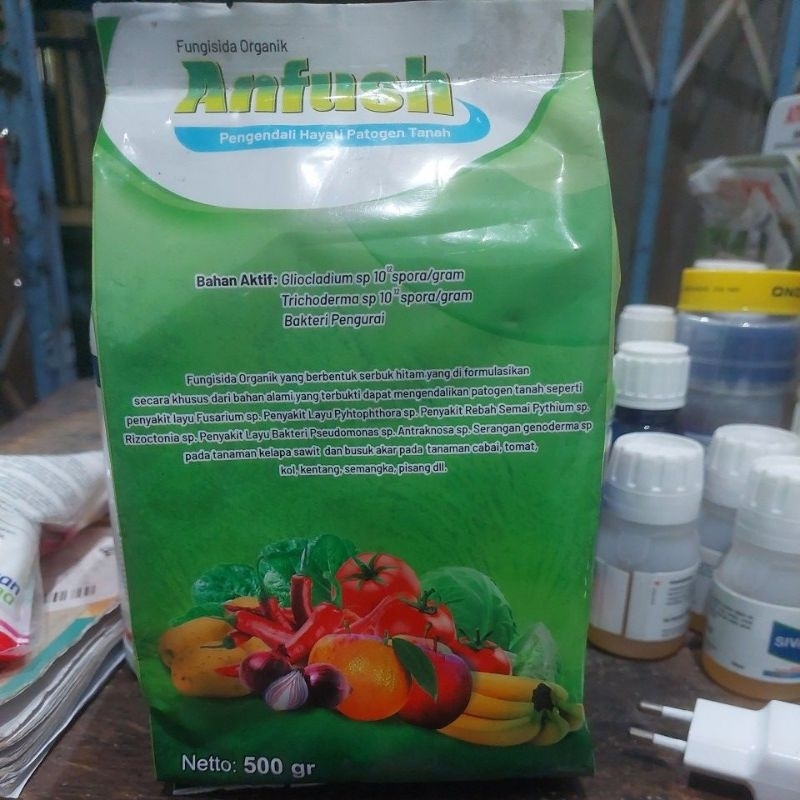 Fungisida Organik
Anfush
Pengendali Hayati Patogen Tanah
Bahan Aktif: Gliocladium sp 10¹² spora/gram
Trichoderma sp 10¹² spora/gram
Bakteri Pengurai
Fungisida Organik yang berbentuk serbuk hitam yang di formulasikan
secara khusus dari bahan alami yang terbukti dapat mengendalikan patogen tanah seperti
penyakit layu Fusarium sp. Penyakit Layu Pyhtophthora sp. Penyakit Rebah Semai Pythium sp.
Rizoctonia sp. Penyakit Layu Bakteri Pseudomonas sp. Antraknosa sp. Serangan genoderma sp
pada tanaman kelapa sawit dan busuk akar pada tanaman cabai, tomat,
kol, kentang, semangka, pisang dll.
Netto: 500 gr